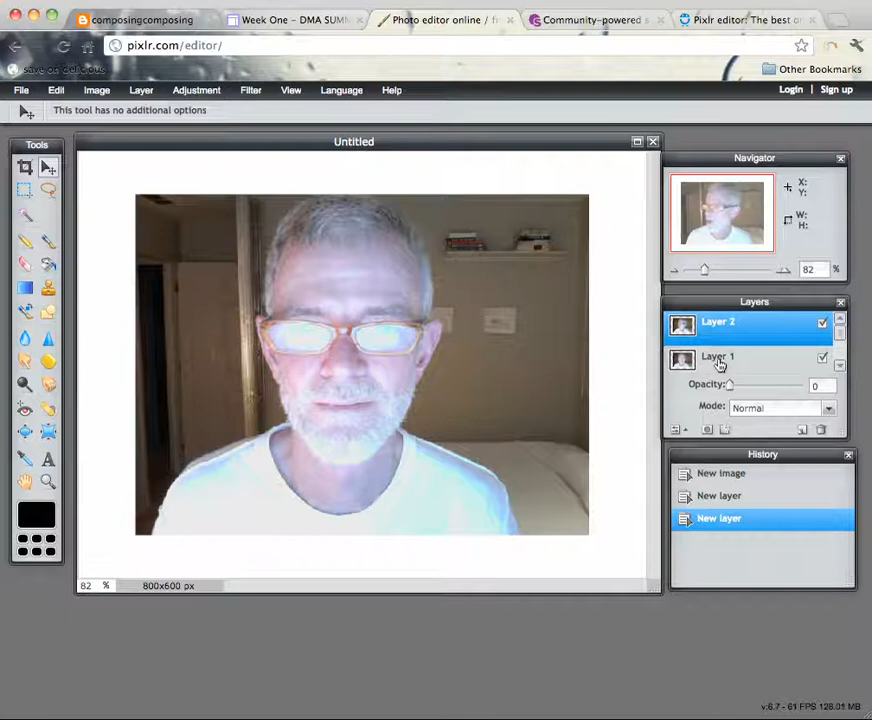 composingcomposing
Week One – DMA SUMM
Photo editor online / fr
Community-powered s
Pixlr editor: The best or
pixlr.com/editor/
save on delicious
Other Bookmarks
File Edit Image Layer Adjustment Filter View Language Help
Login Sign up
This tool has no additional options
Tools
Untitled
Navigator
X:
Y:
W:
H:
82 %
Layers
Layer 2
Layer 1
Opacity: 0
Mode: Normal
History
New image
New layer
New layer
82 % 800x600 px
v:6.7 - 61 FPS 128.01 MB